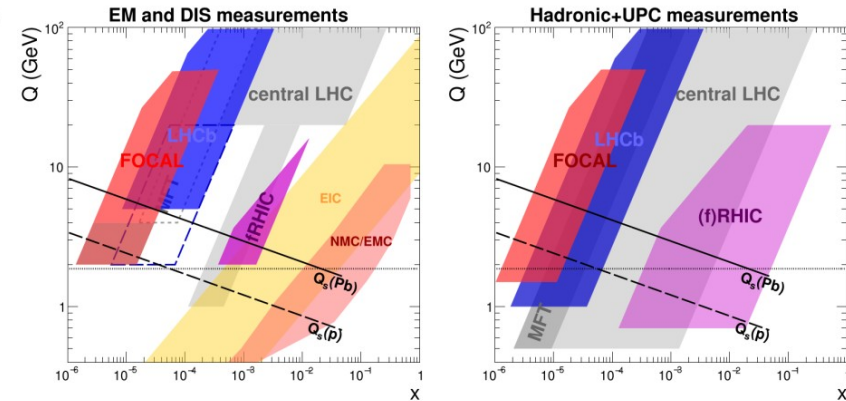 EM and DIS measurements
Q (GeV)
10²
10
1
central LHC
LHCb
FOCAL
MFT
fRHIC
EIC
NMC/EMC
Qs(Pb)
Qs(p)
10⁻⁶ 10⁻⁵ 10⁻⁴ 10⁻³ 10⁻² 10⁻¹ 1
x
Hadronic+UPC measurements
Q (GeV)
10²
10
1
central LHC
LHCb
FOCAL
(f)RHIC
MFT
Qs(Pb)
Qs(p)
10⁻⁶ 10⁻⁵ 10⁻⁴ 10⁻³ 10⁻² 10⁻¹ 1
x